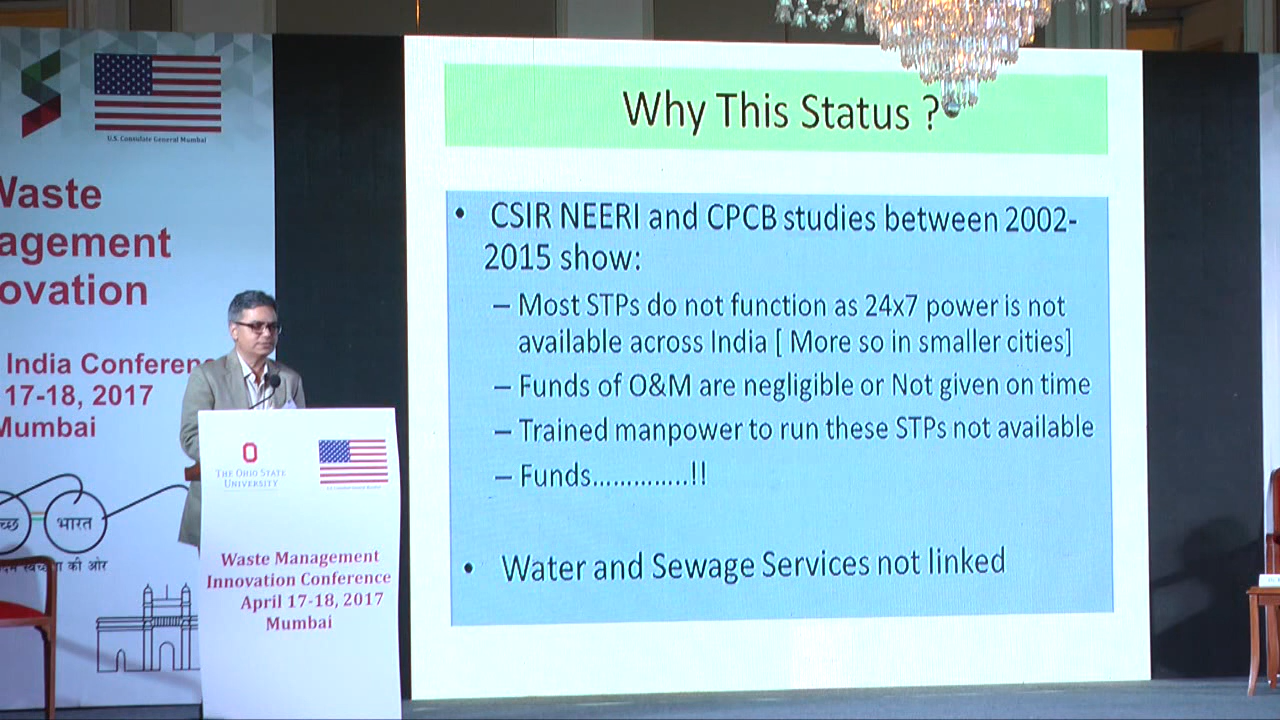 U.S. Consulate General Mumbai
Waste
agement
ovation
India Conferenc
17-18, 2017
Mumbai
भारत
की ओर
THE OHIO STATE
UNIVERSITY
Waste Management
Innovation Conference
April 17-18, 2017
Mumbai
Why This Status ?
• CSIR NEERI and CPCB studies between 2002-
2015 show:
– Most STPs do not function as 24x7 power is not
available across India [ More so in smaller cities]
– Funds of O&M are negligible or Not given on time
– Trained manpower to run these STPs not available
– Funds..............!!
• Water and Sewage Services not linked